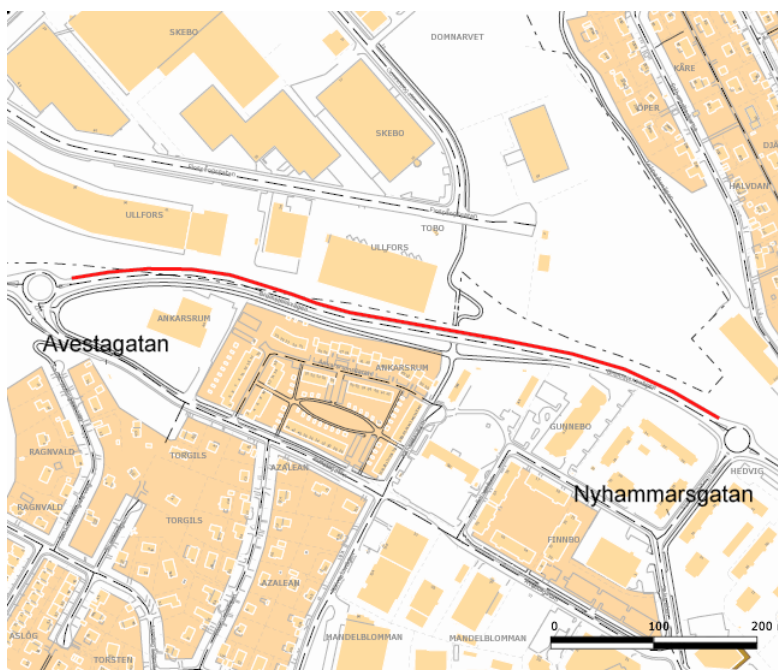 SKEBO
DOMNARVET
KÅRE
YÖPER
SKEBO
DJÄ
HALVDAN
ULLFORS
TOBO
ULLFORS
ANKARSRUM
Avestagatan
ANKARSRUM
GUNNEBO
RAGNVALD
TORGILS
AZALEAN
HEDVIG
Nyhammarsgatan
RAGNVALD
TORGILS
FINNBO
AZALEAN
0 100 200 m
ASLÖG
TORSTEN
MANDELBLOMMAN
MANDELBLOMMAN